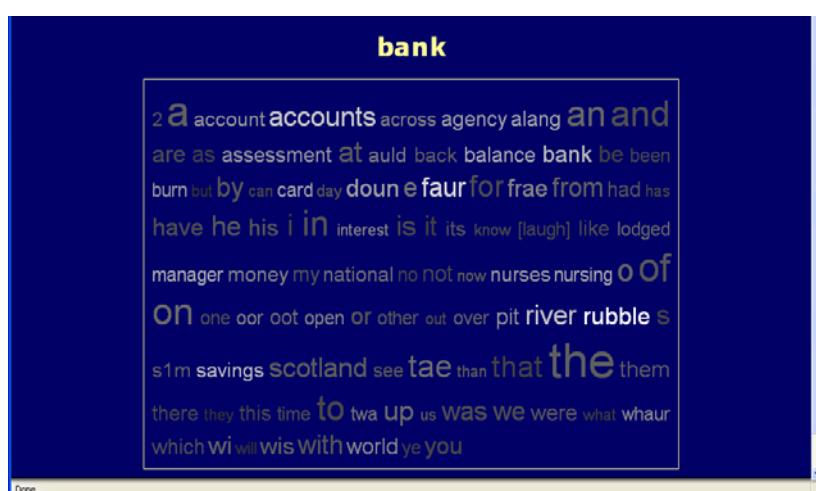 bank
2 a account accounts across agency alang an and
are as assessment at auld back balance bank be been
burn but by can card day doun e faur for frae from had has
have he his i in interest is it its know [laugh] like lodged
manager money my national no not now nurses nursing o of
on one oor oot open or other out over pit river rubble s
s1m savings scotland see tae than that the them
there they this time to twa up us was we were what whaur
which wi will wis with world ye you
Done